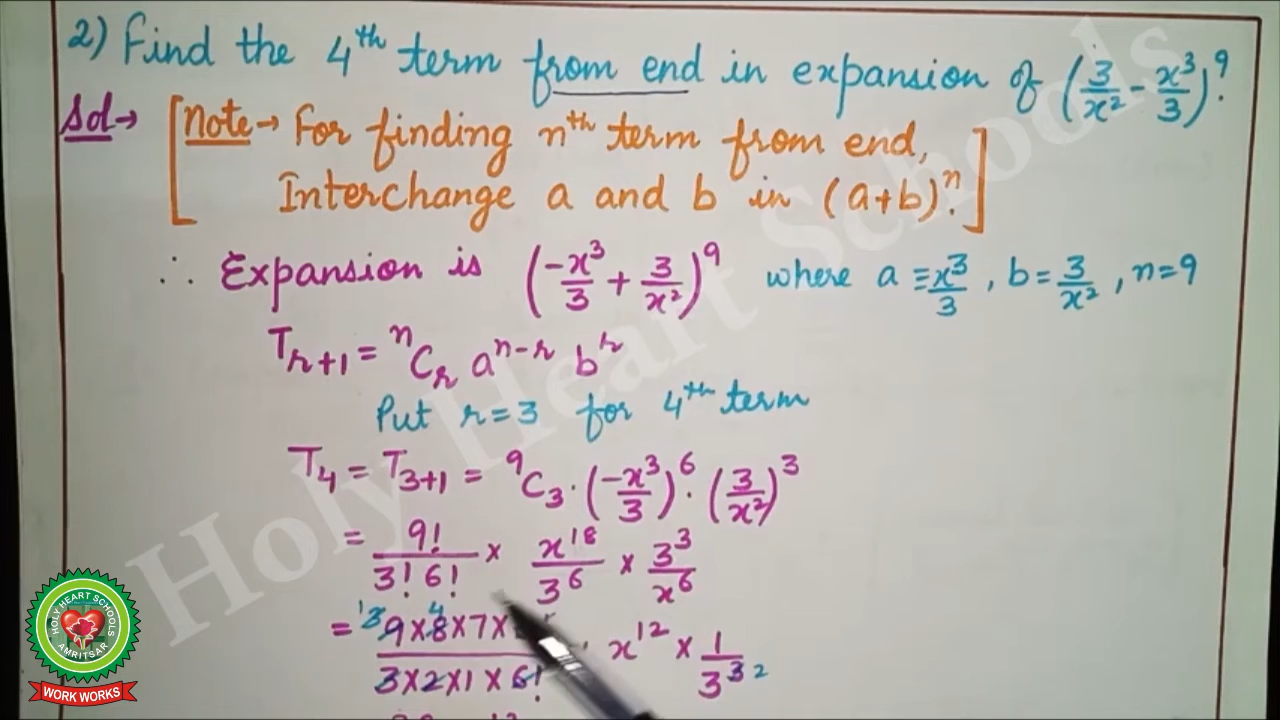 2) Find the 4th term from end in expansion of (3/x² - x³/3)⁹.
Sol→ [Note→ For finding nth term from end,
Interchange a and b in (a+b)ⁿ.]
∴ Expansion is (-x³/3 + 3/x²)⁹ where a = -x³/3, b = 3/x², n=9
Tr+1 = ⁿCr aⁿ⁻ʳ bʳ
Put r=3 for 4th term
T4 = T3+1 = ⁹C3 · (-x³/3)⁶ · (3/x²)³
= 9!/3! 6! × x¹⁸/3⁶ × 3³/x⁶
= 9×8×7× / 3×2×1×6! x¹² × 1/3³
Holy Heart Schools
HOLY HEART SCHOOLS
AMRITSAR
WORK WORKS